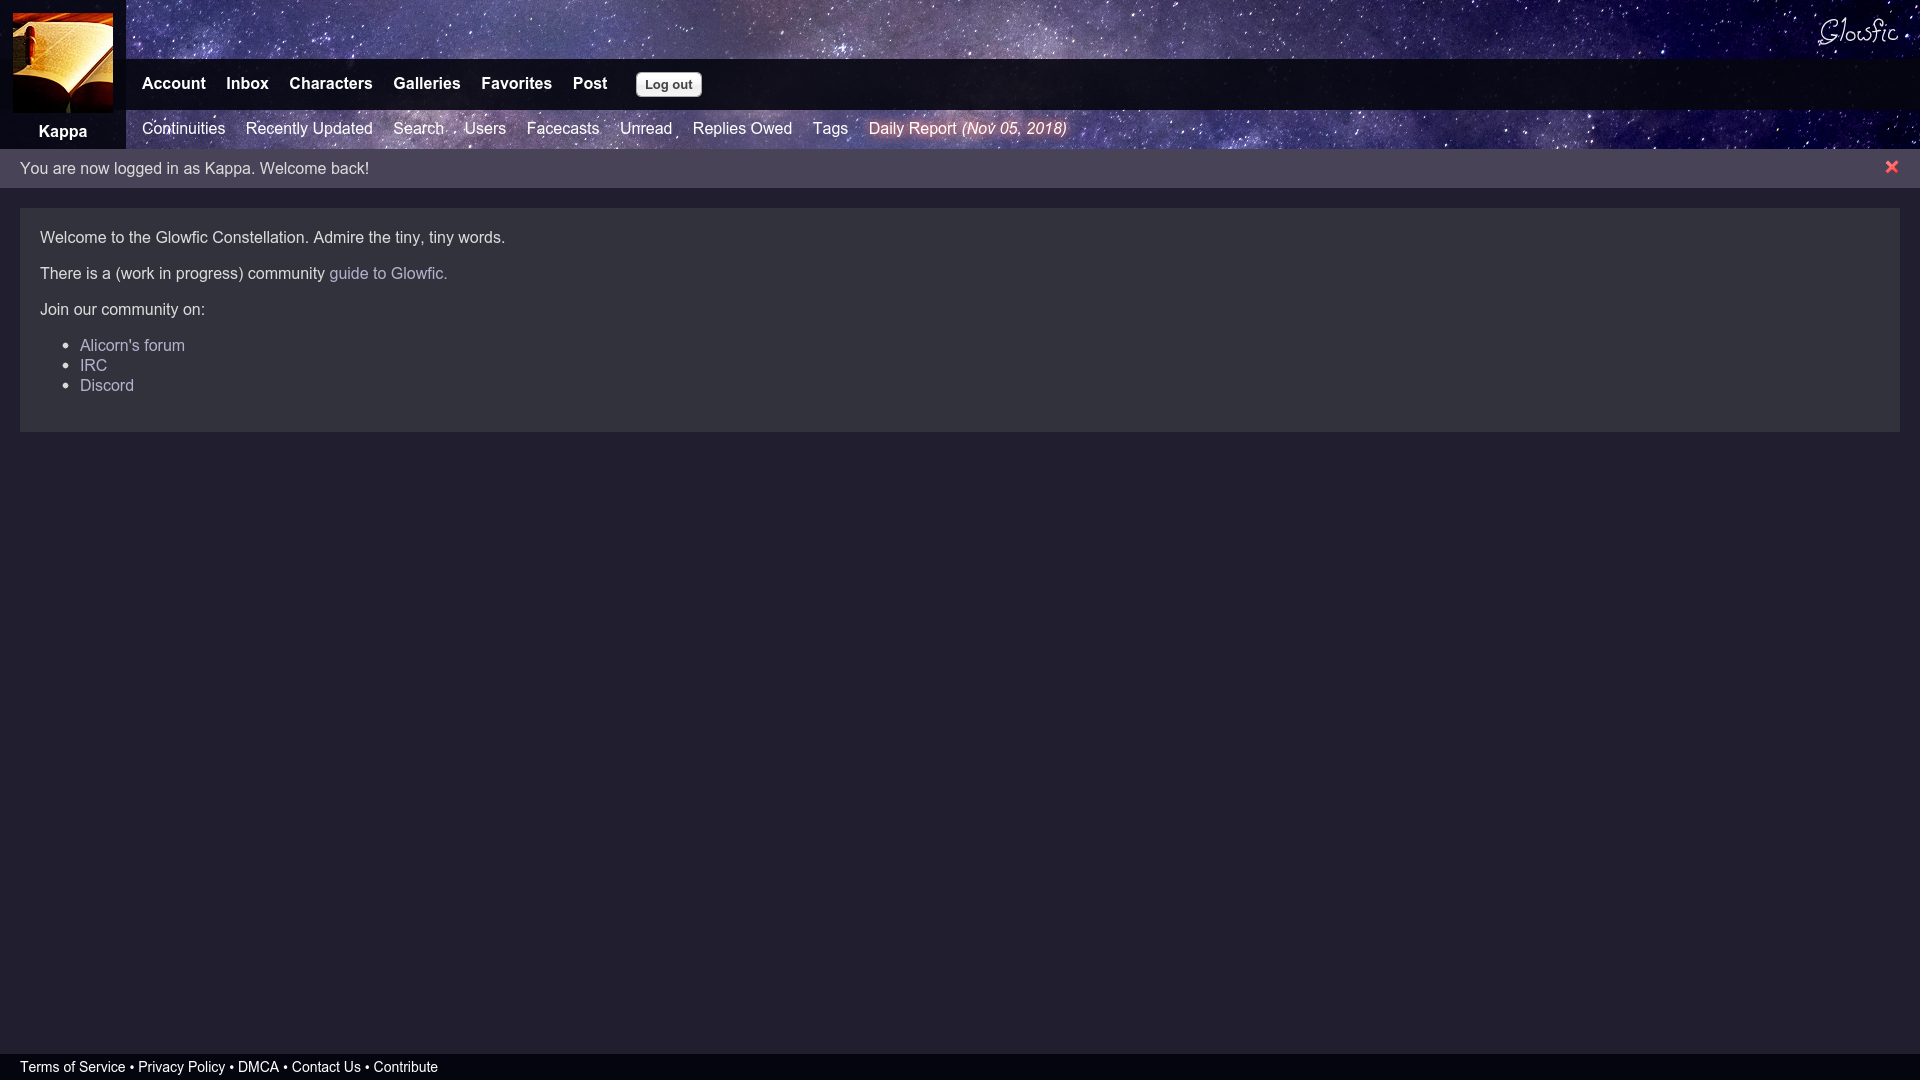 Glowfic
Account Inbox Characters Galleries Favorites Post Log out
Kappa
Continuities Recently Updated Search Users Facecasts Unread Replies Owed Tags Daily Report (Nov 05, 2018)
You are now logged in as Kappa. Welcome back!
Welcome to the Glowfic Constellation. Admire the tiny, tiny words.
There is a (work in progress) community guide to Glowfic.
Join our community on:
• Alicorn's forum
• IRC
• Discord
Terms of Service • Privacy Policy • DMCA • Contact Us • Contribute